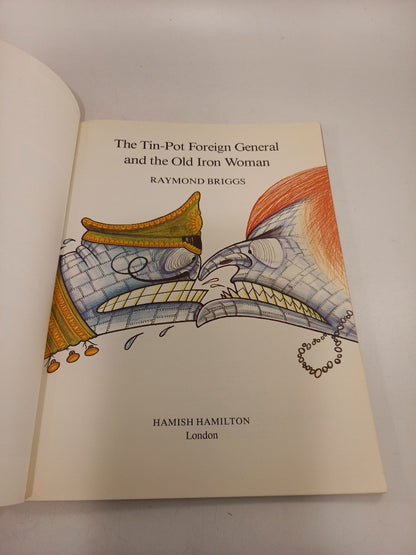 The Tin-Pot Foreign General
and the Old Iron Woman
RAYMOND BRIGGS
HAMISH HAMILTON
London